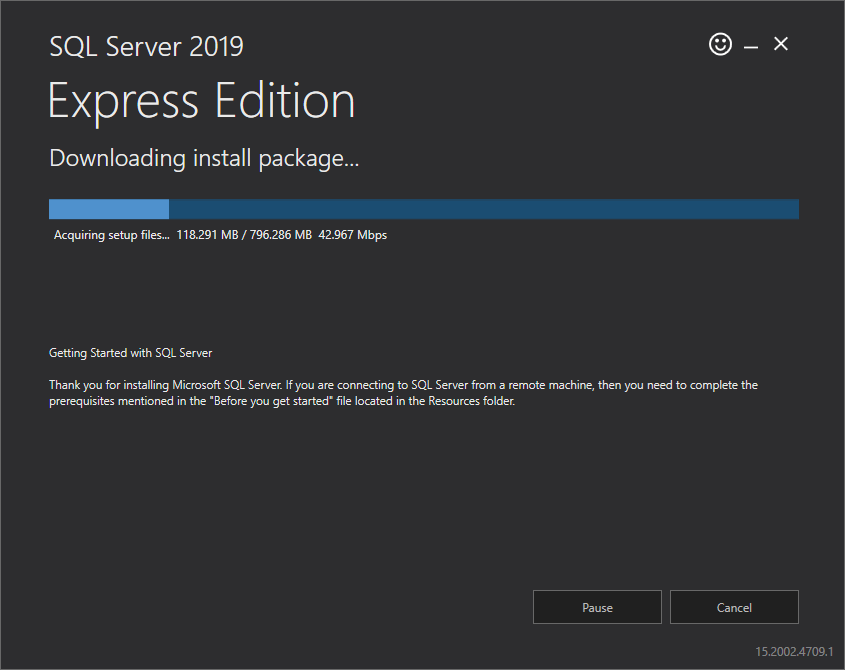 SQL Server 2019
Express Edition
Downloading install package...
Acquiring setup files... 118.291 MB / 796.286 MB 42.967 Mbps
Getting Started with SQL Server
Thank you for installing Microsoft SQL Server. If you are connecting to SQL Server from a remote machine, then you need to complete the
prerequisites mentioned in the "Before you get started" file located in the Resources folder.
Pause
Cancel
15.2002.4709.1